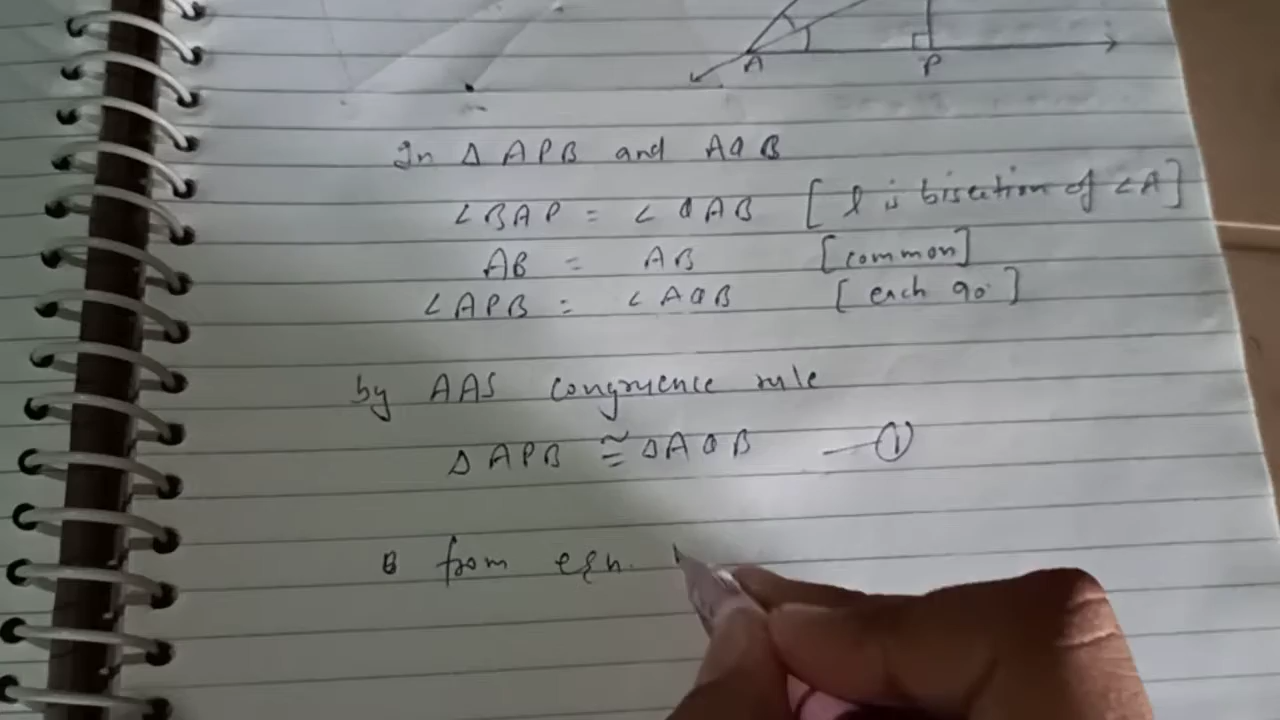 A P
In Δ APB and AQB
∠BAP = ∠QAB [l is bisection of ∠A]
AB = AB [common]
∠APB = ∠AQB [each 90°]
by AAS congruence rule
Δ APB ≅ ΔAQB — ①
B from eqn.